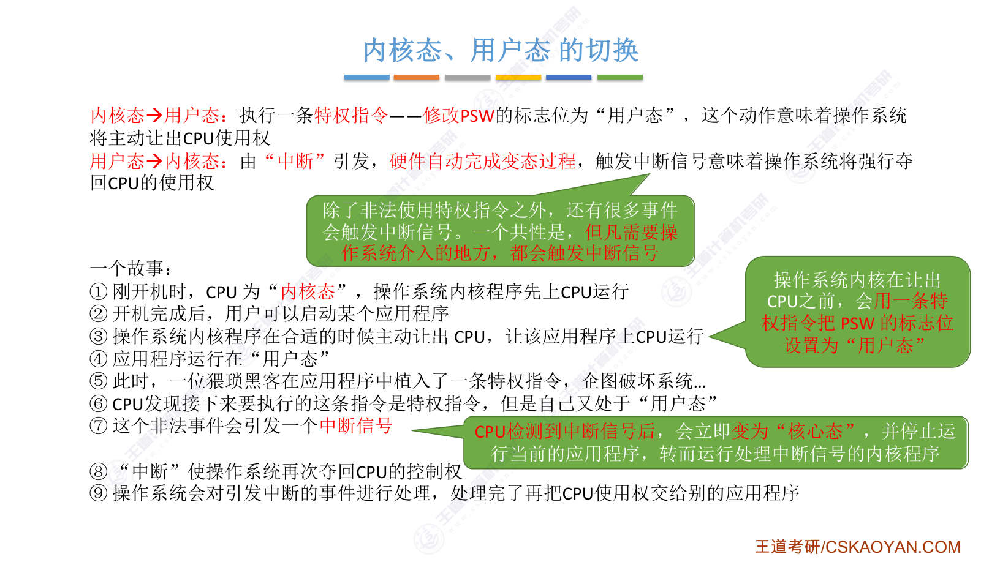 内核态、用户态 的切换
内核态→用户态：执行一条特权指令——修改PSW的标志位为“用户态”，这个动作意味着操作系统
将主动让出CPU使用权
用户态→内核态：由“中断”引发，硬件自动完成变态过程，触发中断信号意味着操作系统将强行夺
回CPU的使用权
除了非法使用特权指令之外，还有很多事件
会触发中断信号。一个共性是，但凡需要操
作系统介入的地方，都会触发中断信号
一个故事：
① 刚开机时，CPU 为“内核态”，操作系统内核程序先上CPU运行
② 开机完成后，用户可以启动某个应用程序
③ 操作系统内核程序在合适的时候主动让出 CPU，让该应用程序上CPU运行
操作系统内核在让出
CPU之前，会用一条特
权指令把 PSW 的标志位
设置为“用户态”
④ 应用程序运行在“用户态”
⑤ 此时，一位猥琐黑客在应用程序中植入了一条特权指令，企图破坏系统...
⑥ CPU发现接下来要执行的这条指令是特权指令，但是自己又处于“用户态”
⑦ 这个非法事件会引发一个中断信号
CPU检测到中断信号后，会立即变为“核心态”，并停止运
行当前的应用程序，转而运行处理中断信号的内核程序
⑧ “中断”使操作系统再次夺回CPU的控制权
⑨ 操作系统会对引发中断的事件进行处理，处理完了再把CPU使用权交给别的应用程序
王道考研/CSKAOYAN.COM